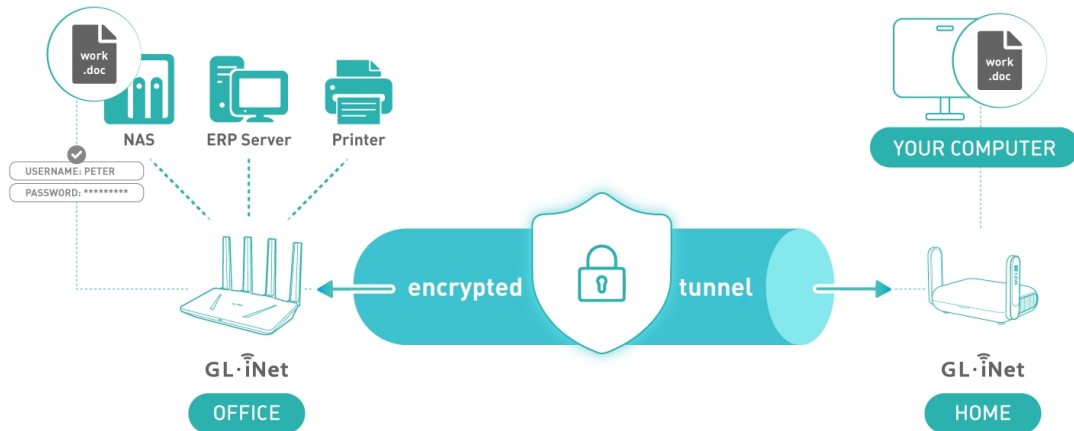 work
.doc
NAS
ERP Server
Printer
USERNAME: PETER
PASSWORD: *********
work
.doc
YOUR COMPUTER
encrypted
tunnel
GL·iNet
OFFICE
GL·iNet
HOME